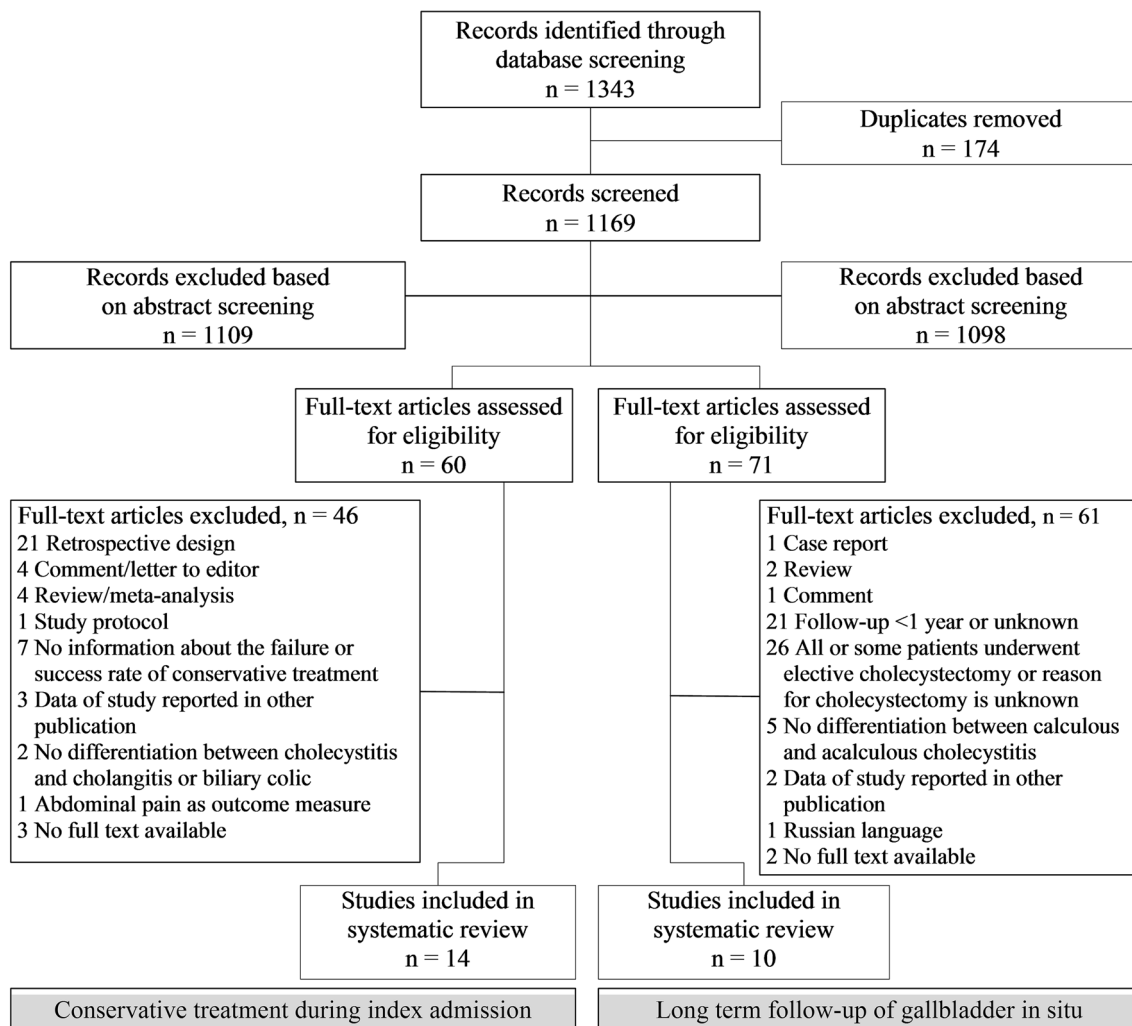 Records identified through
database screening
n = 1343
Duplicates removed
n = 174
Records screened
n = 1169
Records excluded based
on abstract screening
n = 1109
Records excluded based
on abstract screening
n = 1098
Full-text articles assessed
for eligibility
n = 60
Full-text articles assessed
for eligibility
n = 71
Full-text articles excluded, n = 46
21 Retrospective design
4 Comment/letter to editor
4 Review/meta-analysis
1 Study protocol
7 No information about the failure or
success rate of conservative treatment
3 Data of study reported in other
publication
2 No differentiation between cholecystitis
and cholangitis or biliary colic
1 Abdominal pain as outcome measure
3 No full text available
Full-text articles excluded, n = 61
1 Case report
2 Review
1 Comment
21 Follow-up <1 year or unknown
26 All or some patients underwent
elective cholecystectomy or reason
for cholecystectomy is unknown
5 No differentiation between calculous
and acalculous cholecystitis
2 Data of study reported in other
publication
1 Russian language
2 No full text available
Studies included in
systematic review
n = 14
Studies included in
systematic review
n = 10
Conservative treatment during index admission
Long term follow-up of gallbladder in situ